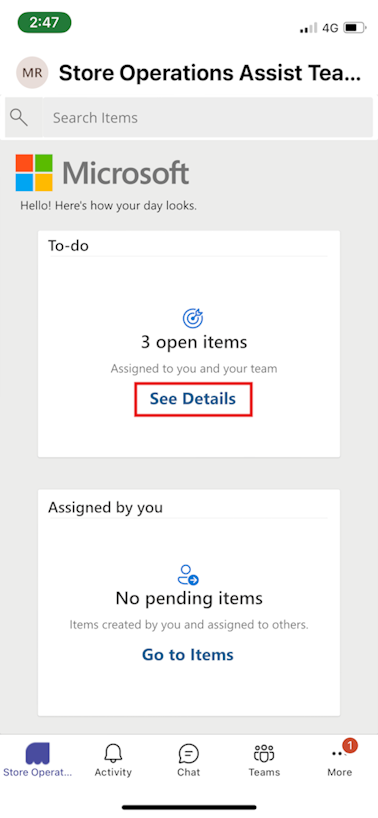 2:47
4G
MR Store Operations Assist Tea...
Search Items
Microsoft
Hello! Here's how your day looks.
To-do
3 open items
Assigned to you and your team
See Details
Assigned by you
No pending items
Items created by you and assigned to others.
Go to Items
1
Store Operat... Activity Chat Teams More